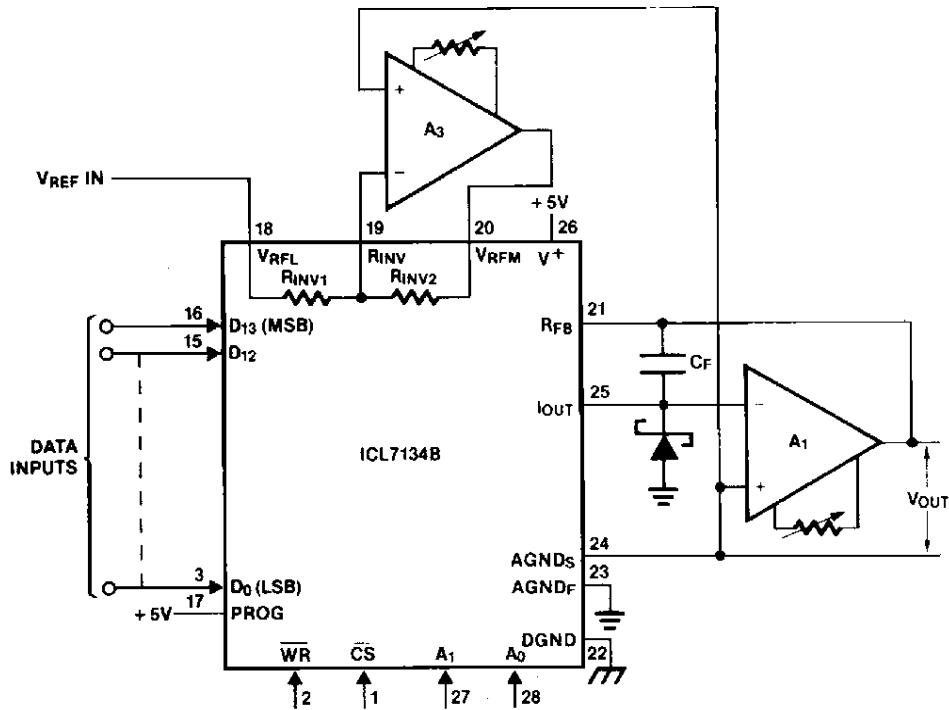 +
A3
−
VREF IN
+ 5V
18
19
20
26
VRFL
RINV
VRFM
V+
RINV1
RINV2
16
D13 (MSB)
15
D12
21
RFB
CF
25
IOUT
−
A1
+
DATA
INPUTS
ICL7134B
VOUT
24
AGNDS
23
AGNDF
3
D0 (LSB)
17
+ 5V
PROG
DGND
22
WR
CS
A1
A0
2
1
27
28